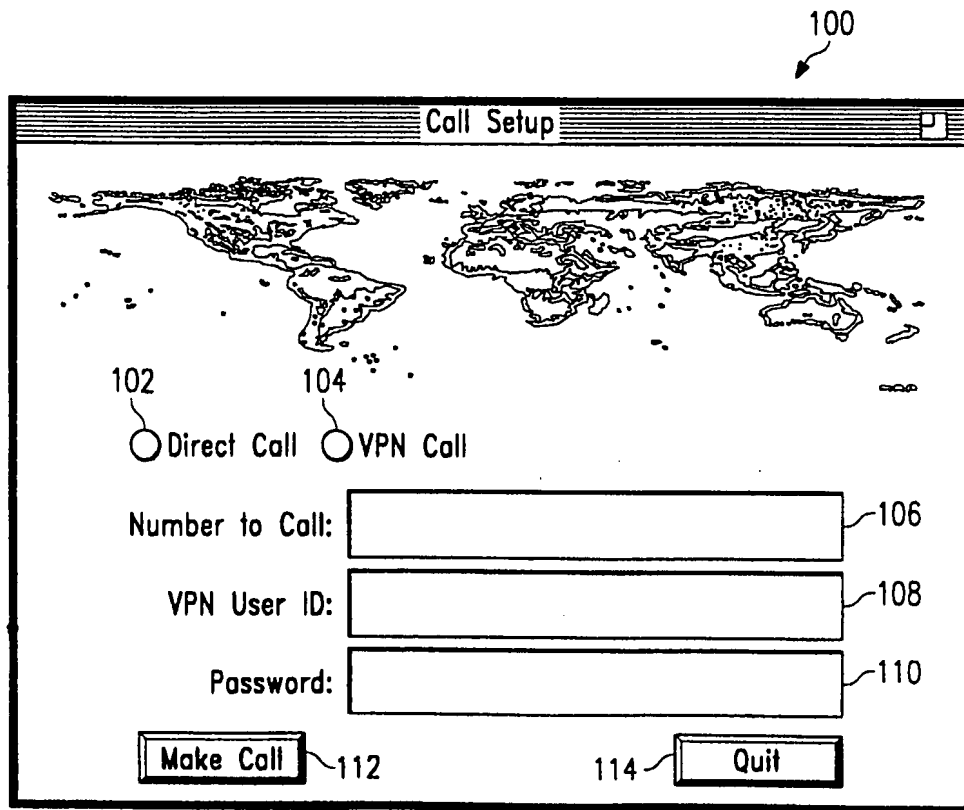 100
Call Setup
102 104
Direct Call VPN Call
Number to Call: 106
VPN User ID: 108
Password: 110
Make Call 112 114 Quit